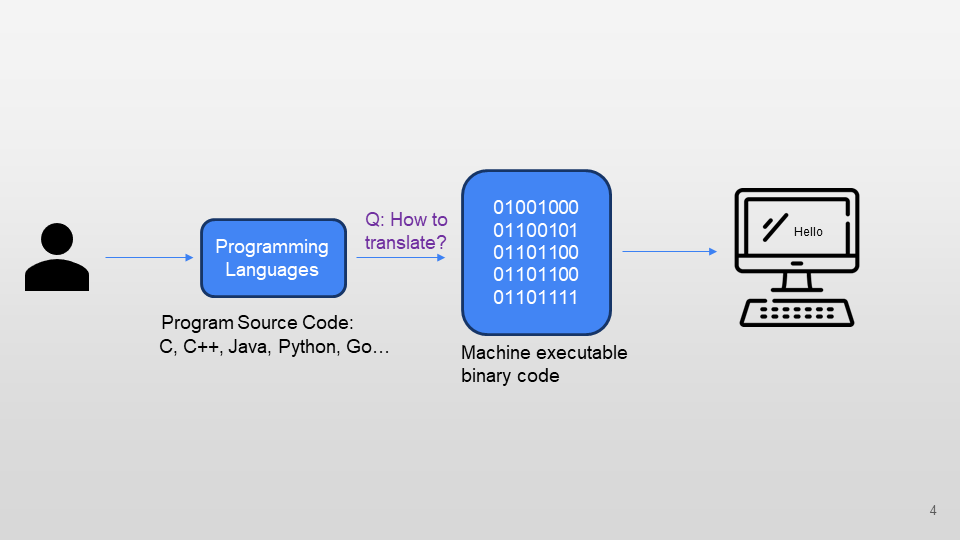 Programming
Languages
Program Source Code:
C, C++, Java, Python, Go…
Q: How to
translate?
01001000
01100101
01101100
01101100
01101111
Machine executable
binary code
Hello
4